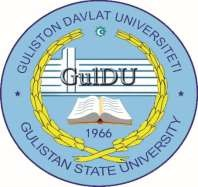 GULISTON DAVLAT UNIVERSITETI
GulDU
1966
* GULISTAN STATE UNIVERSITY *